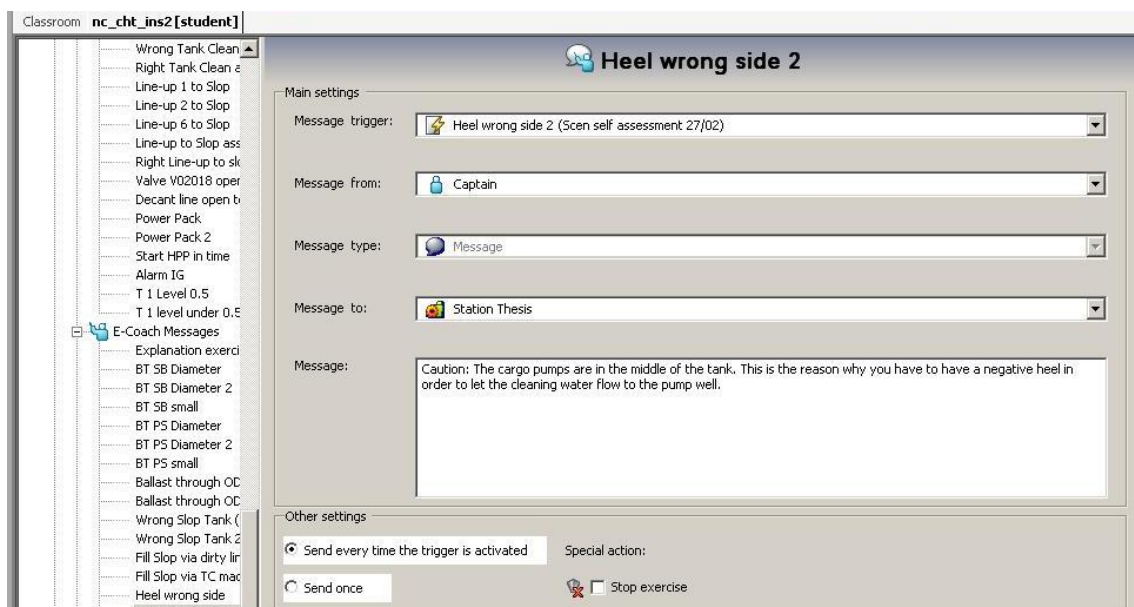 Classroom nc_cht_ins2 [student]
Wrong Tank Clean
Right Tank Clean a
Line-up 1 to Slop
Line-up 2 to Slop
Line-up 6 to Slop
Line-up to Slop ass
Right Line-up to slo
Valve V02018 oper
Decant line open to
Power Pack
Power Pack 2
Start HPP in time
Alarm IG
T 1 Level 0.5
T 1 level under 0.5
E-Coach Messages
Explanation exerci
BT SB Diameter
BT SB Diameter 2
BT SB small
BT PS Diameter
BT PS Diameter 2
BT PS small
Ballast through OD
Ballast through OD
Wrong Slop Tank (
Wrong Slop Tank 2
Fill Slop via dirty lir
Fill Slop via TC mac
Heel wrong side
Heel wrong side 2
Main settings
Message trigger: Heel wrong side 2 (Scen self assessment 27/02)
Message from: Captain
Message type: Message
Message to: Station Thesis
Message: Caution: The cargo pumps are in the middle of the tank. This is the reason why you have to have a negative heel in
order to let the cleaning water flow to the pump well.
Other settings
Send every time the trigger is activated Special action:
Send once Stop exercise